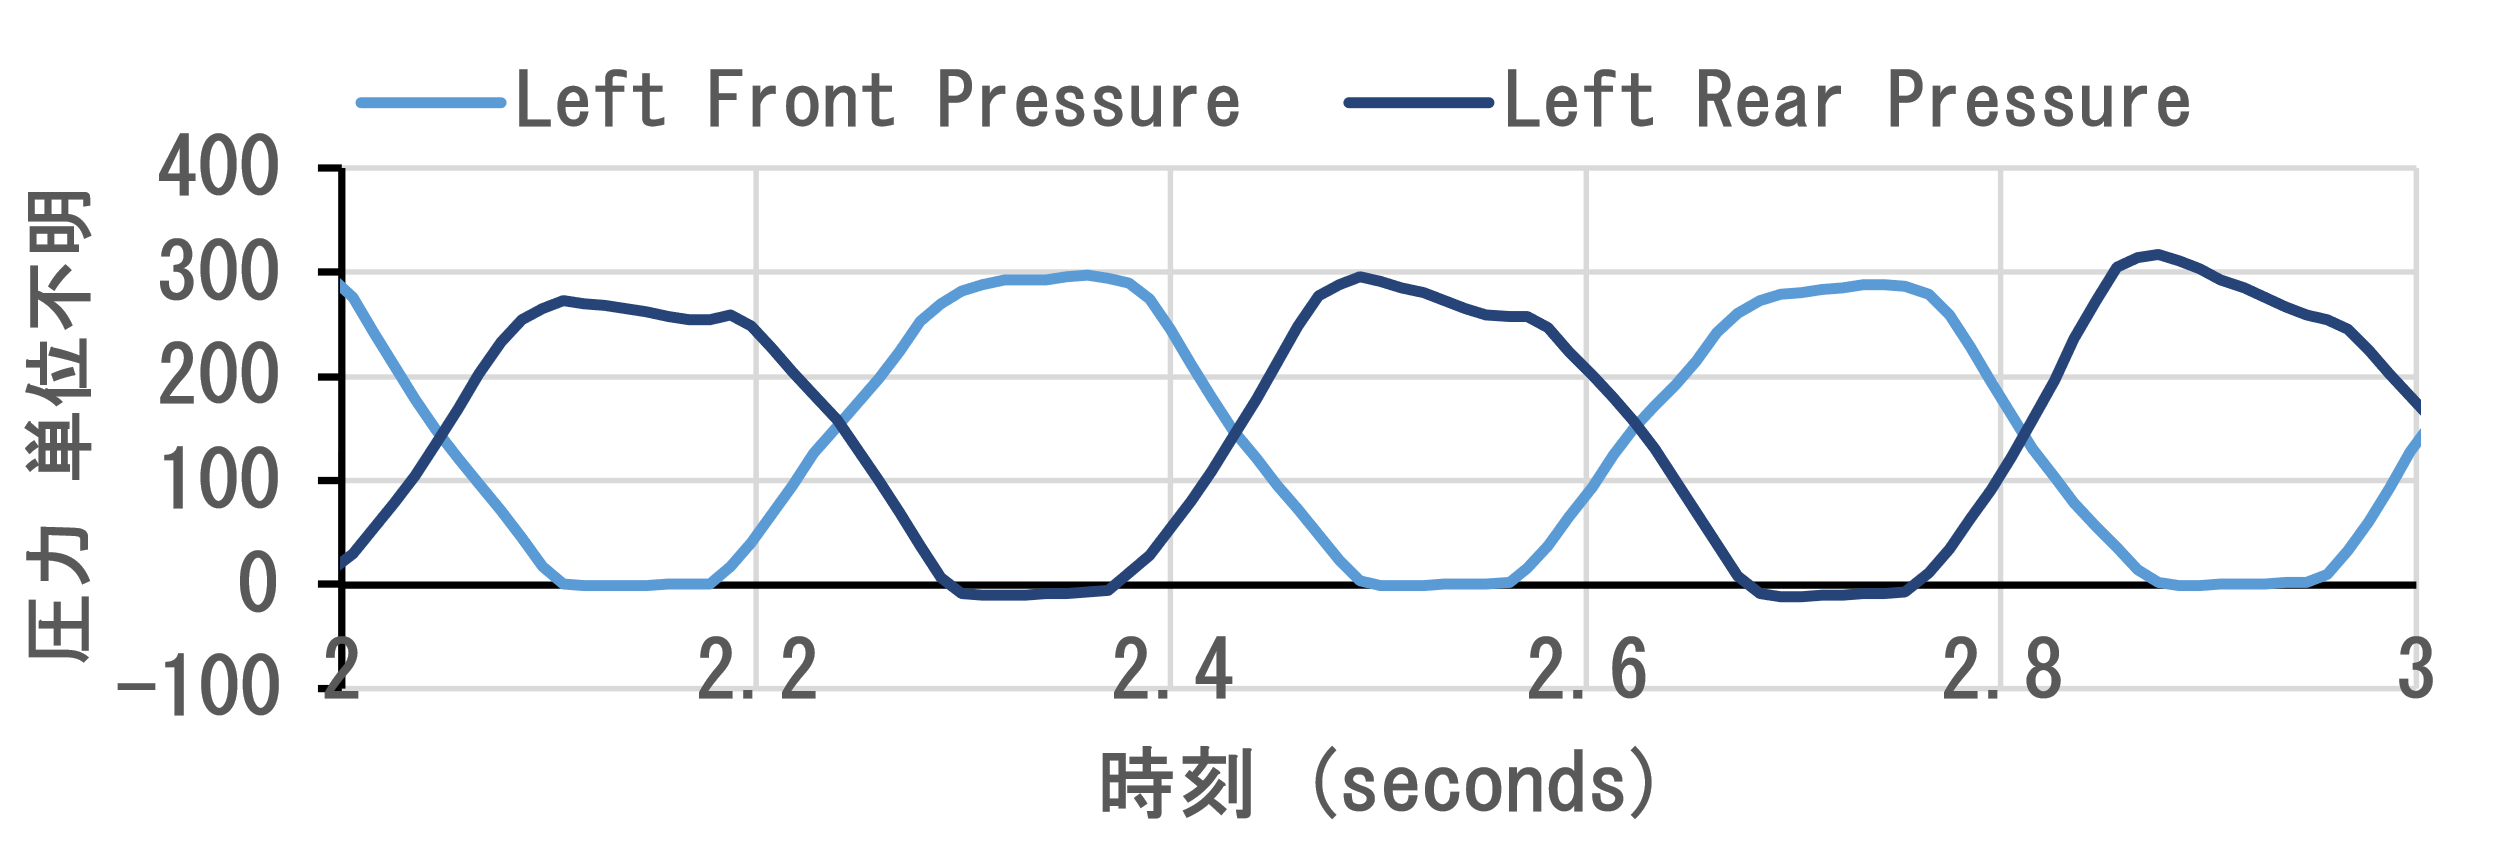 Left Front Pressure Left Rear Pressure
400
300
200
100
0
-100
圧力 単位不明
2 2.2 2.4 2.6 2.8 3
時刻 (seconds)